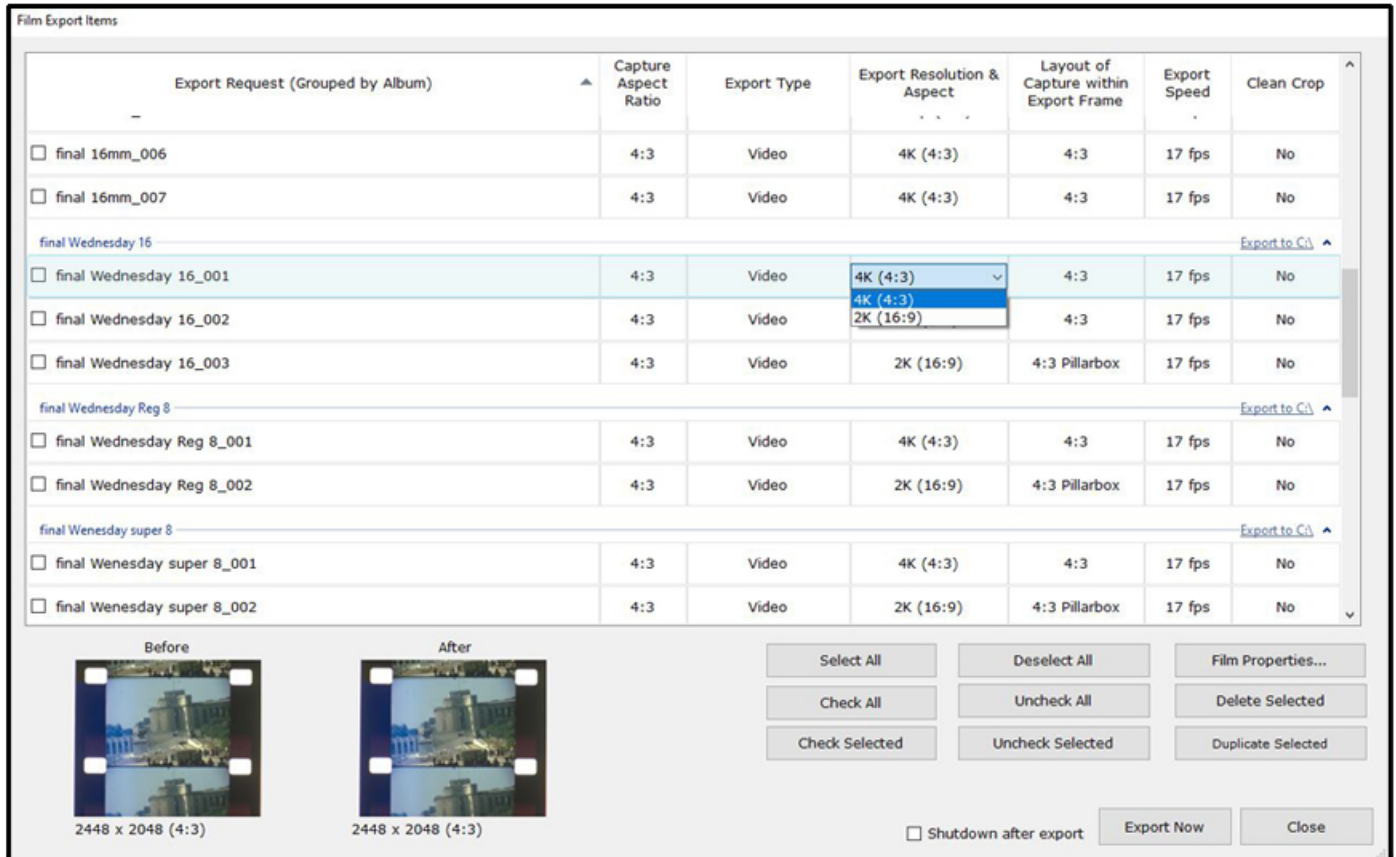 Film Export Items
Export Request (Grouped by Album)
Capture Aspect Ratio
Export Type
Export Resolution & Aspect
Layout of Capture within Export Frame
Export Speed
Clean Crop
final 16mm_006 4:3 Video 4K (4:3) 4:3 17 fps No
final 16mm_007 4:3 Video 4K (4:3) 4:3 17 fps No
final Wednesday 16 Export to C:\
final Wednesday 16_001 4:3 Video 4K (4:3) 4:3 17 fps No
4K (4:3)
2K (16:9)
final Wednesday 16_002 4:3 Video 4:3 17 fps No
final Wednesday 16_003 4:3 Video 2K (16:9) 4:3 Pillarbox 17 fps No
final Wednesday Reg 8 Export to C:\
final Wednesday Reg 8_001 4:3 Video 4K (4:3) 4:3 17 fps No
final Wednesday Reg 8_002 4:3 Video 2K (16:9) 4:3 Pillarbox 17 fps No
final Wenesday super 8 Export to C:\
final Wenesday super 8_001 4:3 Video 4K (4:3) 4:3 17 fps No
final Wenesday super 8_002 4:3 Video 2K (16:9) 4:3 Pillarbox 17 fps No
Before After
Select All Deselect All Film Properties...
Check All Uncheck All Delete Selected
Check Selected Uncheck Selected Duplicate Selected
2448 x 2048 (4:3) 2448 x 2048 (4:3)
Shutdown after export Export Now Close